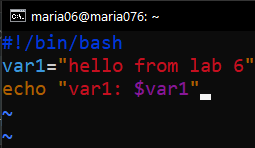 maria06@maria076: ~
#!/bin/bash
var1="hello from lab 6"
echo "var1: $var1"
~
~